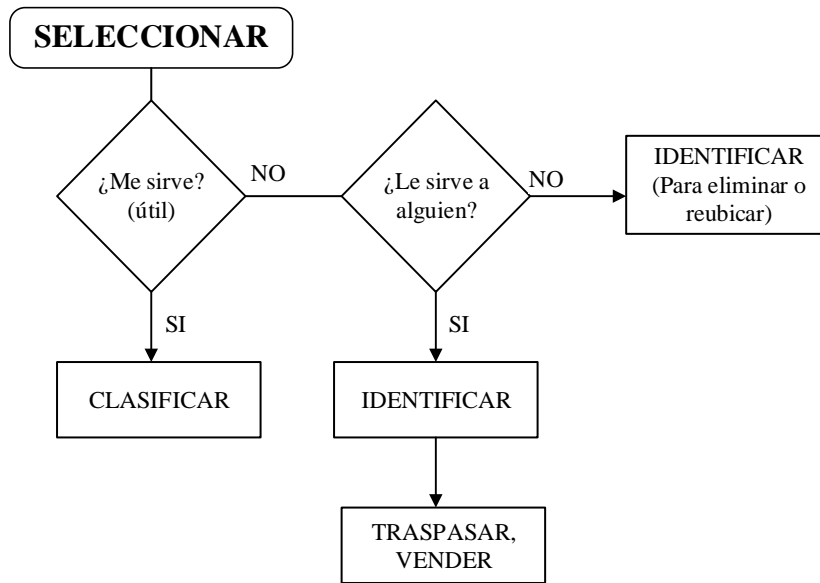 SELECCIONAR
¿Me sirve?
(útil)
NO
¿Le sirve a
alguien?
NO
IDENTIFICAR
(Para eliminar o
reubicar)
SI
SI
CLASIFICAR
IDENTIFICAR
TRASPASAR,
VENDER